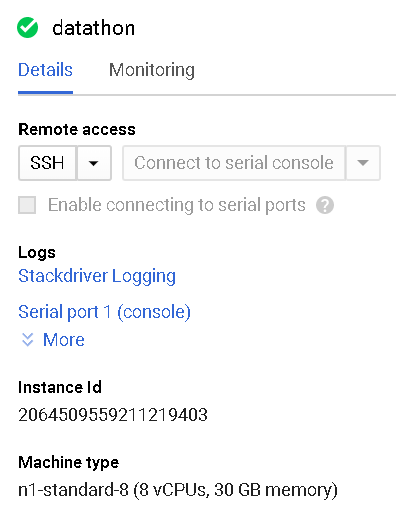 datathon
Details Monitoring
Remote access
SSH Connect to serial console
Enable connecting to serial ports ?
Logs
Stackdriver Logging
Serial port 1 (console)
More
Instance Id
2064509559211219403
Machine type
n1-standard-8 (8 vCPUs, 30 GB memory)